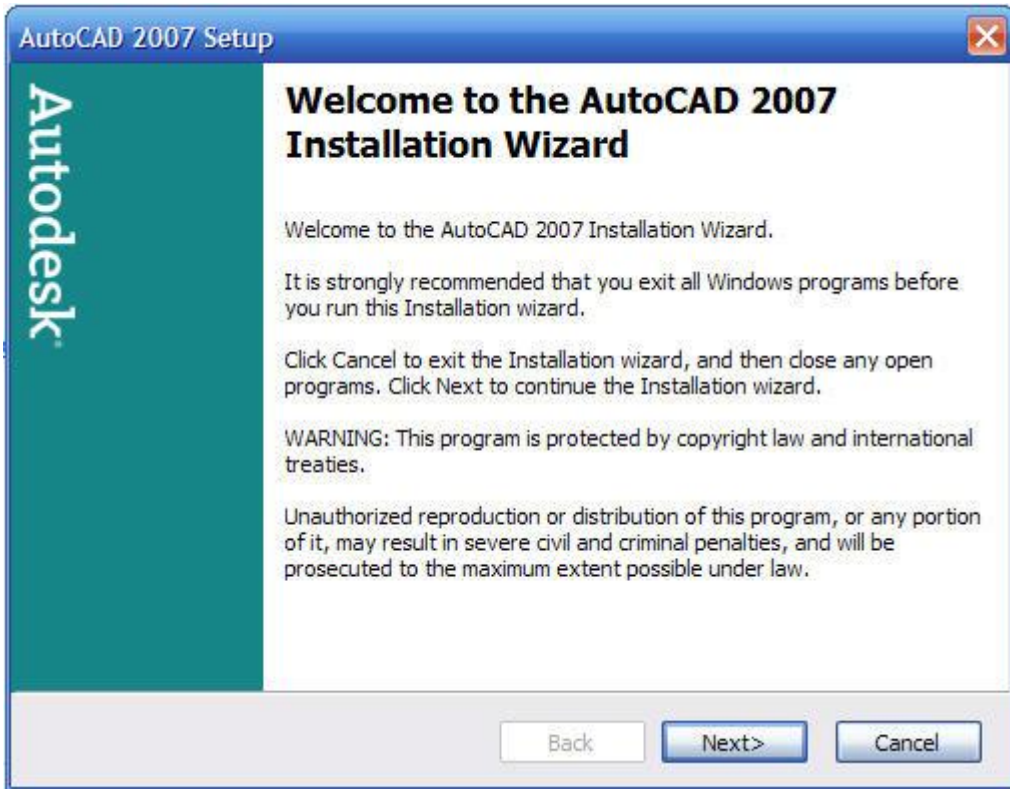 AutoCAD 2007 Setup
Autodesk
Welcome to the AutoCAD 2007
Installation Wizard
Welcome to the AutoCAD 2007 Installation Wizard.
It is strongly recommended that you exit all Windows programs before
you run this Installation wizard.
Click Cancel to exit the Installation wizard, and then close any open
programs. Click Next to continue the Installation wizard.
WARNING: This program is protected by copyright law and international
treaties.
Unauthorized reproduction or distribution of this program, or any portion
of it, may result in severe civil and criminal penalties, and will be
prosecuted to the maximum extent possible under law.
Back
Next>
Cancel